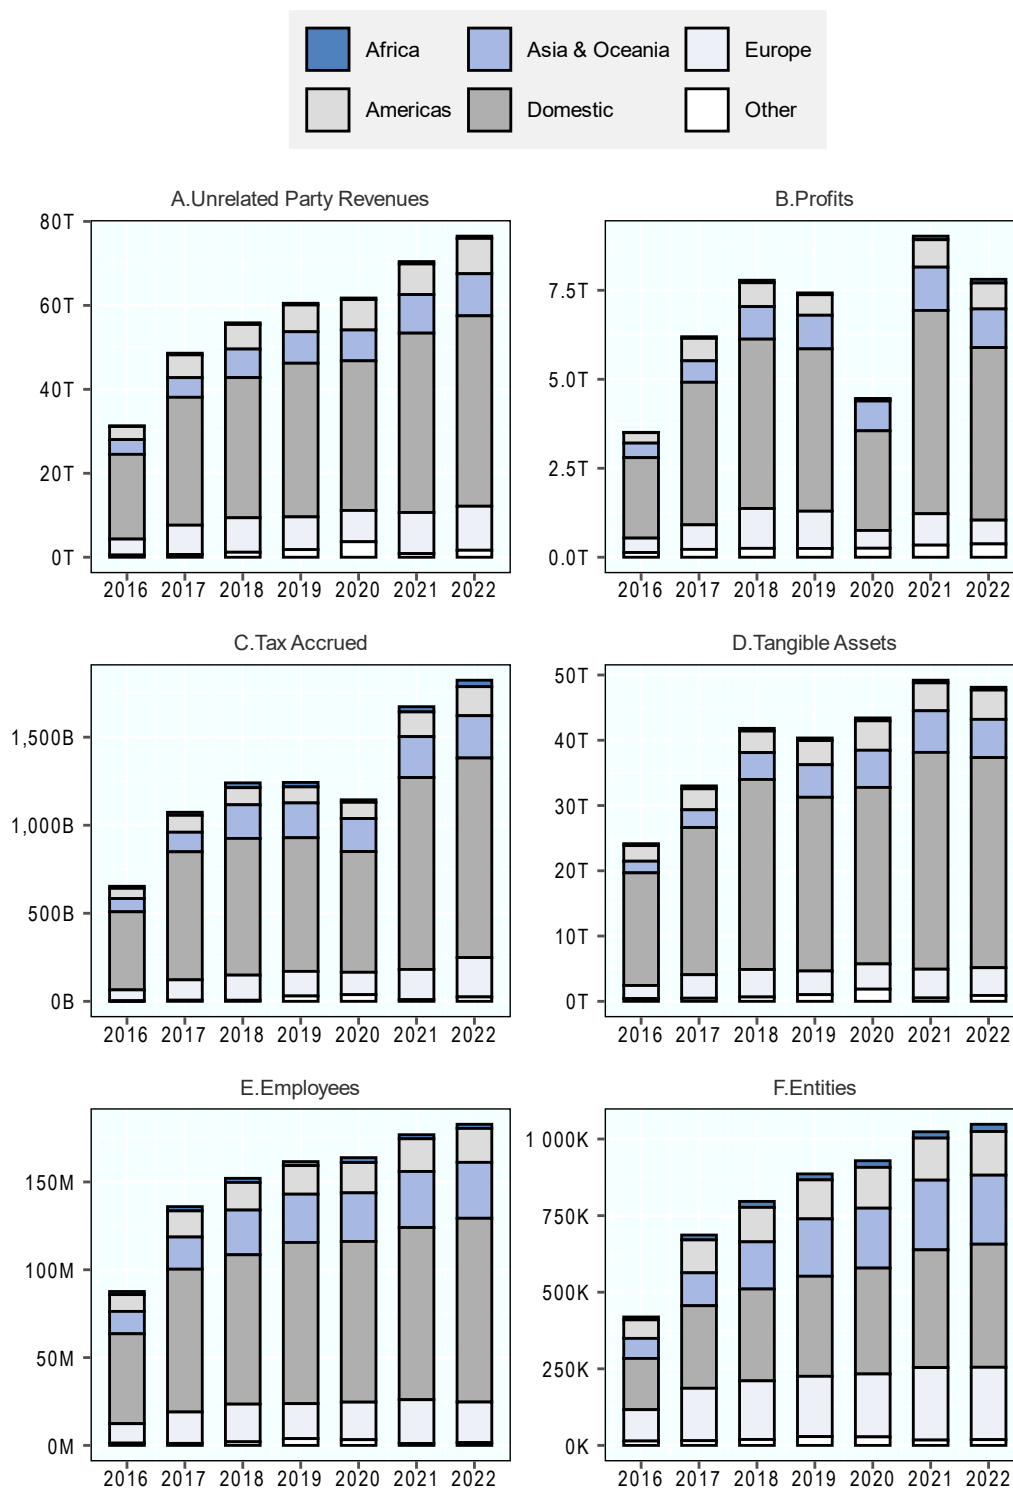 Africa
Asia & Oceania
Europe
Americas
Domestic
Other
A.Unrelated Party Revenues
80T
60T
40T
20T
0T
2016 2017 2018 2019 2020 2021 2022
B.Profits
7.5T
5.0T
2.5T
0.0T
2016 2017 2018 2019 2020 2021 2022
C.Tax Accrued
1,500B
1,000B
500B
0B
2016 2017 2018 2019 2020 2021 2022
D.Tangible Assets
50T
40T
30T
20T
10T
0T
2016 2017 2018 2019 2020 2021 2022
E.Employees
150M
100M
50M
0M
2016 2017 2018 2019 2020 2021 2022
F.Entities
1 000K
750K
500K
250K
0K
2016 2017 2018 2019 2020 2021 2022